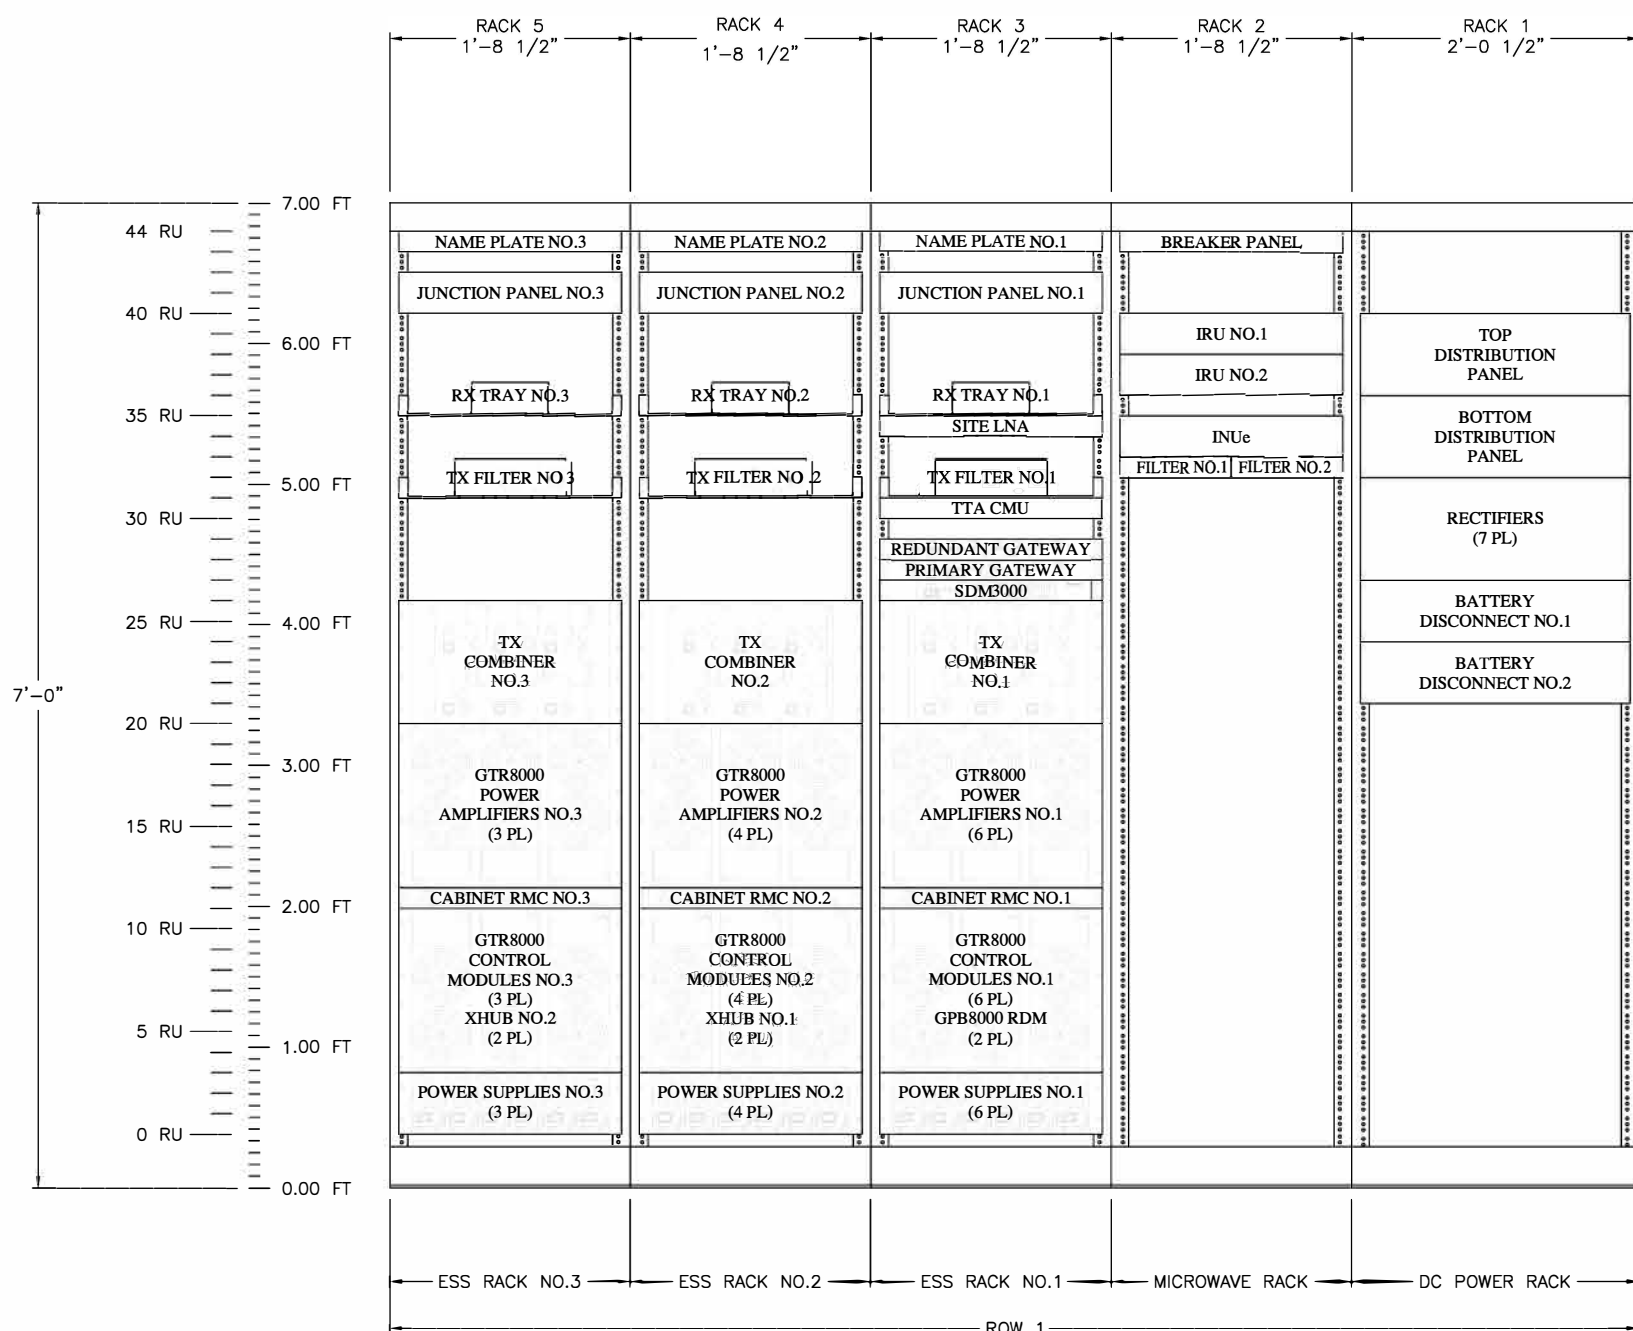 RACK 5
1'-8 1/2"
RACK 4
1'-8 1/2"
RACK 3
1'-8 1/2"
RACK 2
1'-8 1/2"
RACK 1
2'-0 1/2"
7'-0"
44 RU
40 RU
35 RU
30 RU
25 RU
20 RU
15 RU
10 RU
5 RU
0 RU
7.00 FT
6.00 FT
5.00 FT
4.00 FT
3.00 FT
2.00 FT
1.00 FT
0.00 FT
NAME PLATE NO.3
JUNCTION PANEL NO.3
RX TRAY NO.3
TX FILTER NO 3
TX
COMBINER
NO.3
GTR8000
POWER
AMPLIFIERS NO.3
(3 PL)
CABINET RMC NO.3
GTR8000
CONTROL
MODULES NO.3
(3 PL)
XHUB NO.2
(2 PL)
POWER SUPPLIES NO.3
(3 PL)
NAME PLATE NO.2
JUNCTION PANEL NO.2
RX TRAY NO.2
TX FILTER NO .2
TX
COMBINER
NO.2
GTR8000
POWER
AMPLIFIERS NO.2
(4 PL)
CABINET RMC NO.2
GTR8000
CONTROL
MODULES NO.2
(4 PL)
XHUB NO.1
(2 PL)
POWER SUPPLIES NO.2
(4 PL)
NAME PLATE NO.1
JUNCTION PANEL NO.1
RX TRAY NO.1
SITE LNA
TX FILTER NO.1
TTA CMU
REDUNDANT GATEWAY
PRIMARY GATEWAY
SDM3000
TX
COMBINER
NO.1
GTR8000
POWER
AMPLIFIERS NO.1
(6 PL)
CABINET RMC NO.1
GTR8000
CONTROL
MODULES NO.1
(6 PL)
GPB8000 RDM
(2 PL)
POWER SUPPLIES NO.1
(6 PL)
BREAKER PANEL
IRU NO.1
IRU NO.2
INUe
FILTER NO.1 FILTER NO.2
TOP
DISTRIBUTION
PANEL
BOTTOM
DISTRIBUTION
PANEL
RECTIFIERS
(7 PL)
BATTERY
DISCONNECT NO.1
BATTERY
DISCONNECT NO.2
ESS RACK NO.3
ESS RACK NO.2
ESS RACK NO.1
MICROWAVE RACK
DC POWER RACK
ROW 1